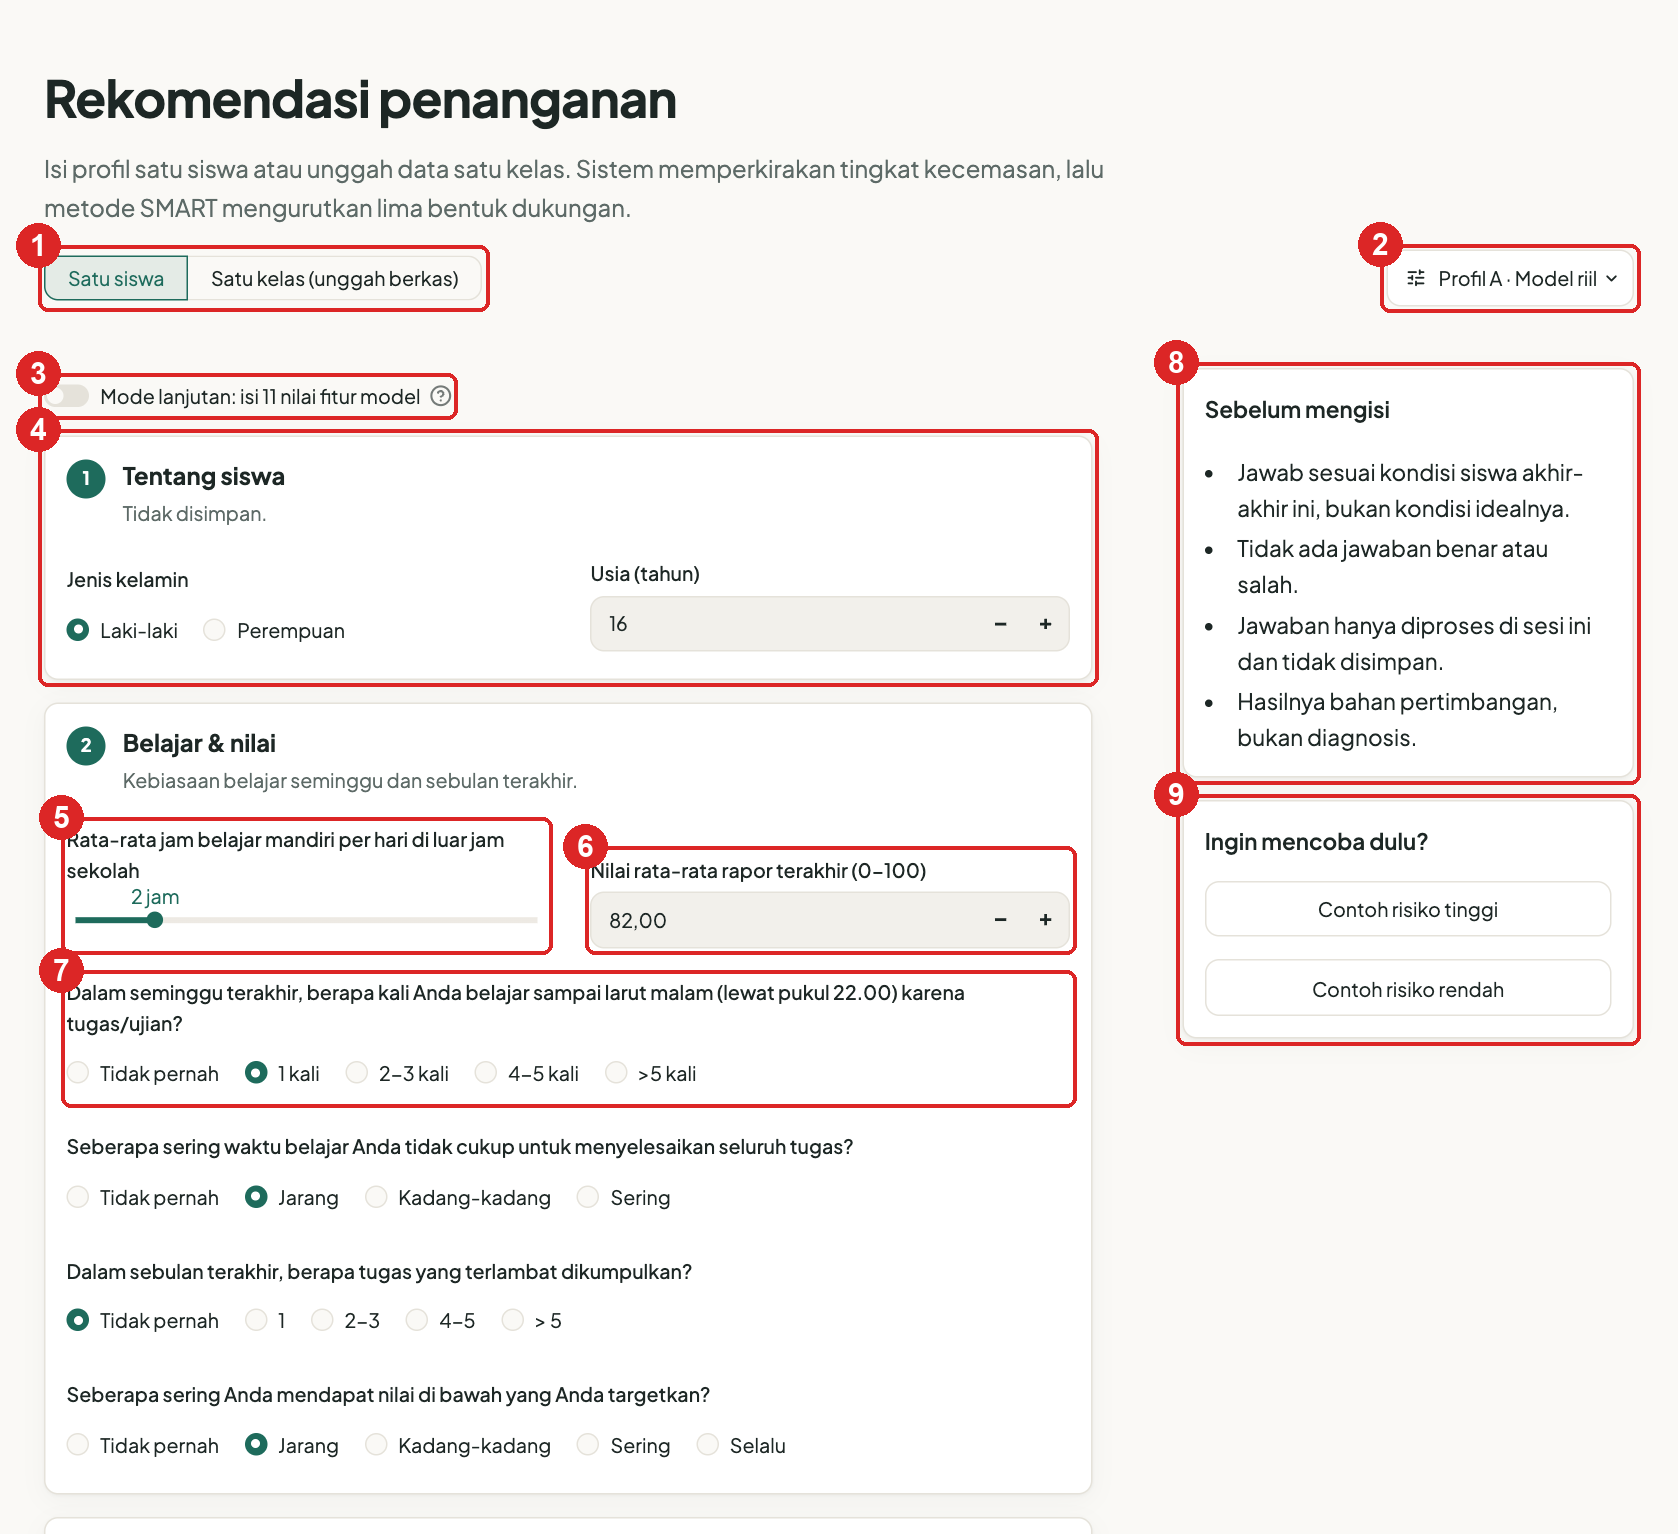 Rekomendasi penanganan
Isi profil satu siswa atau unggah data satu kelas. Sistem memperkirakan tingkat kecemasan, lalu
metode SMART mengurutkan lima bentuk dukungan.
1
Satu siswa
Satu kelas (unggah berkas)
2
Profil A · Model riil
3
Mode lanjutan: isi 11 nilai fitur model ?
4
1 Tentang siswa
Tidak disimpan.
Jenis kelamin
Laki-laki
Perempuan
Usia (tahun)
16 − +
2 Belajar & nilai
Kebiasaan belajar seminggu dan sebulan terakhir.
5
Rata-rata jam belajar mandiri per hari di luar jam
sekolah
2 jam
6
Nilai rata-rata rapor terakhir (0–100)
82,00 − +
7
Dalam seminggu terakhir, berapa kali Anda belajar sampai larut malam (lewat pukul 22.00) karena
tugas/ujian?
Tidak pernah 1 kali 2–3 kali 4–5 kali >5 kali
Seberapa sering waktu belajar Anda tidak cukup untuk menyelesaikan seluruh tugas?
Tidak pernah Jarang Kadang-kadang Sering
Dalam sebulan terakhir, berapa tugas yang terlambat dikumpulkan?
Tidak pernah 1 2–3 4–5 > 5
Seberapa sering Anda mendapat nilai di bawah yang Anda targetkan?
Tidak pernah Jarang Kadang-kadang Sering Selalu
8
Sebelum mengisi
• Jawab sesuai kondisi siswa akhir-
akhir ini, bukan kondisi idealnya.
• Tidak ada jawaban benar atau
salah.
• Jawaban hanya diproses di sesi ini
dan tidak disimpan.
• Hasilnya bahan pertimbangan,
bukan diagnosis.
9
Ingin mencoba dulu?
Contoh risiko tinggi
Contoh risiko rendah